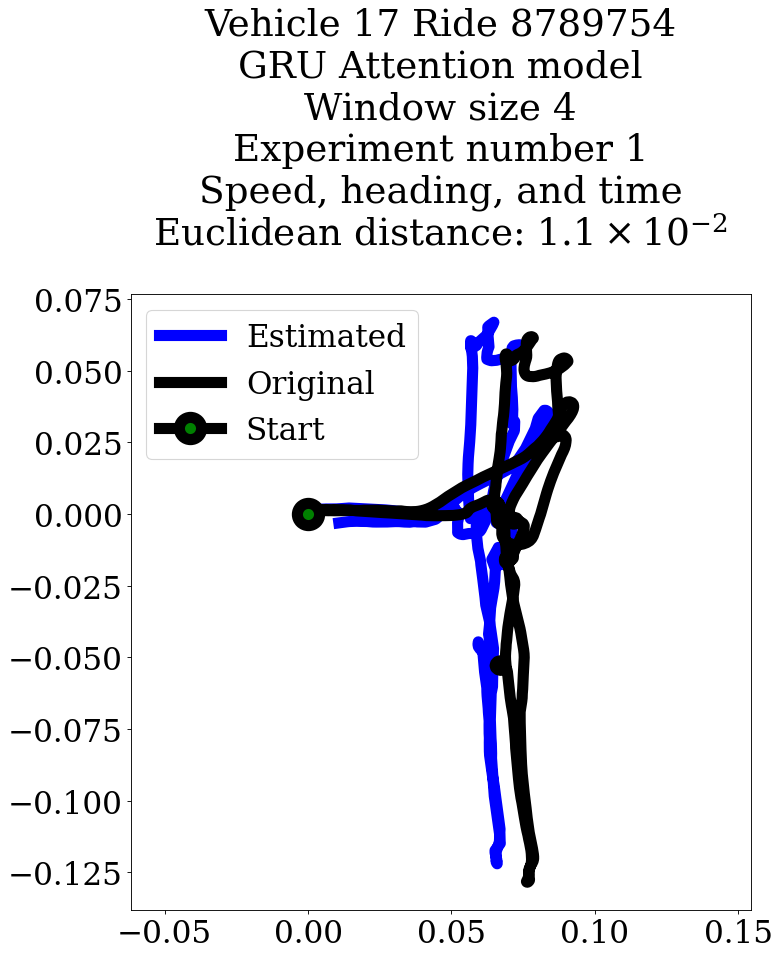 Vehicle 17 Ride 8789754
GRU Attention model
Window size 4
Experiment number 1
Speed, heading, and time
Euclidean distance: 1.1 × 10⁻²
0.075
0.050
0.025
0.000
−0.025
−0.050
−0.075
−0.100
−0.125
Estimated
Original
Start
−0.05 0.00 0.05 0.10 0.15